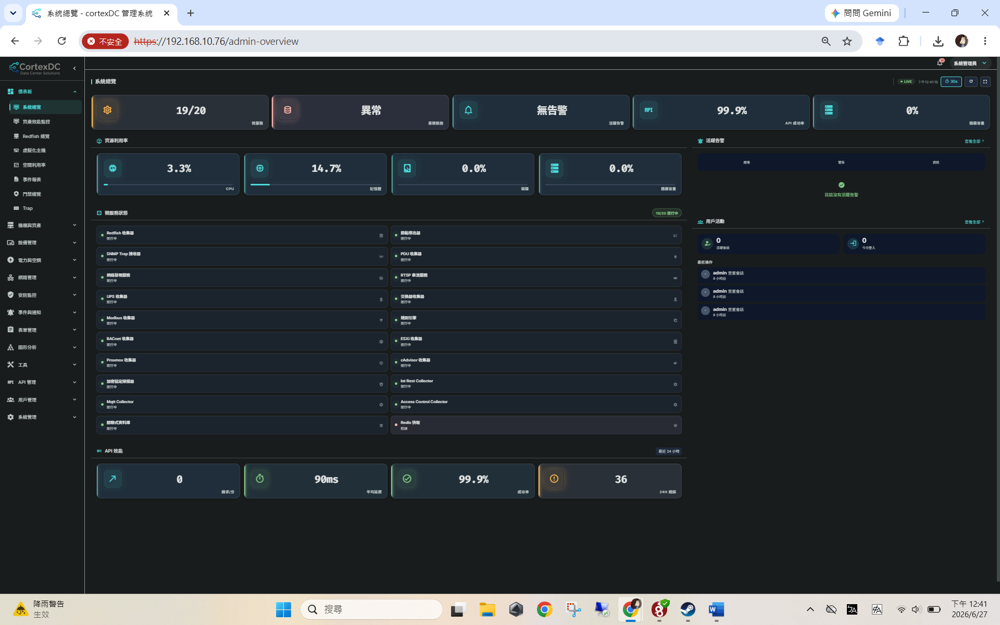 系統總覽 - cortexDC 管理系統
問問 Gemini
不安全
https://192.168.10.76/admin-overview
CortexDC
Data Center Solutions
系統管理員
儀表板
系統總覽
資產效能監控
Redfish 總覽
虛擬化主機
空間利用率
事件報表
門禁總覽
Trap
機櫃與資產
設備管理
電力與空調
網路管理
安防監控
事件與通知
表單管理
圖形分析
工具
API 管理
用戶管理
系統管理
系統總覽
LIVE
下午12:41:18
30s
19/20
微服務
異常
基礎設施
無告警
活躍告警
API
99.9%
API 成功率
0%
機櫃容量
資源利用率
3.3%
CPU
14.7%
記憶體
0.0%
磁碟
0.0%
機櫃容量
微服務狀態
19/20 運行中
Redfish 收集器
運行中
節點導出器
運行中
SNMP Trap 接收器
運行中
PDU 收集器
運行中
網路發現服務
運行中
RTSP 串流服務
運行中
UPS 收集器
運行中
交換器收集器
運行中
Modbus 收集器
運行中
規則引擎
運行中
BACnet 收集器
運行中
ESXi 收集器
運行中
Proxmox 收集器
運行中
cAdvisor 收集器
運行中
加密協定掃描器
運行中
Iot Rest Collector
運行中
Mqtt Collector
運行中
Access Control Collector
運行中
關聯式資料庫
運行中
Redis 快取
錯誤
API 效能
最近 24 小時
0
請求/分
90ms
平均延遲
99.9%
成功率
36
24H 錯誤
活躍告警
查看全部
嚴重
警告
資訊
目前沒有活躍告警
用戶活動
查看全部
0
活躍會話
0
今日登入
最近操作
admin 重置會話
8 小時前
admin 重置會話
8 小時前
admin 重置會話
8 小時前
降雨警告
生效
搜尋
下午 12:41
2026/6/27